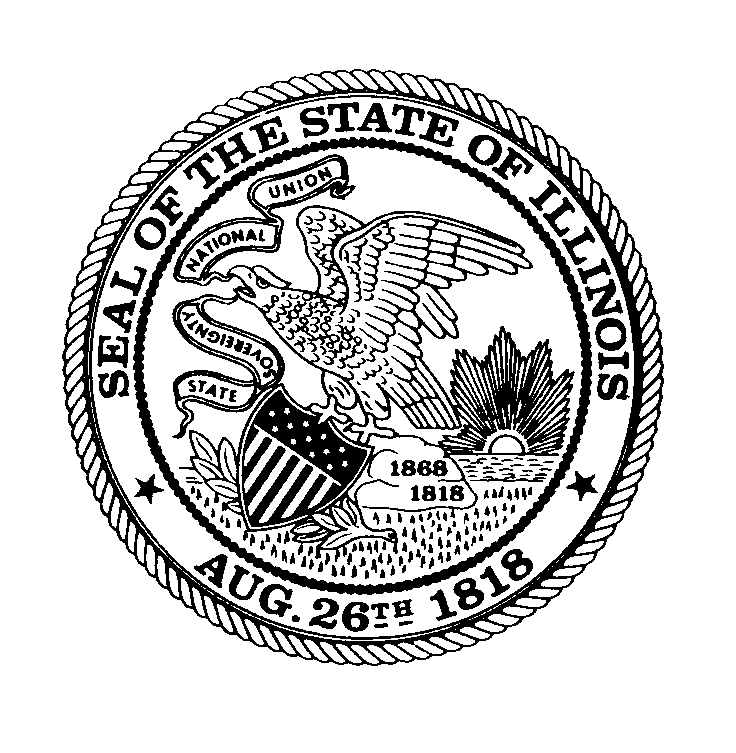 SEAL OF THE STATE OF ILLINOIS
UNION
NATIONAL
SOVEREIGNTY
STATE
1868
1818
AUG. 26TH 1818